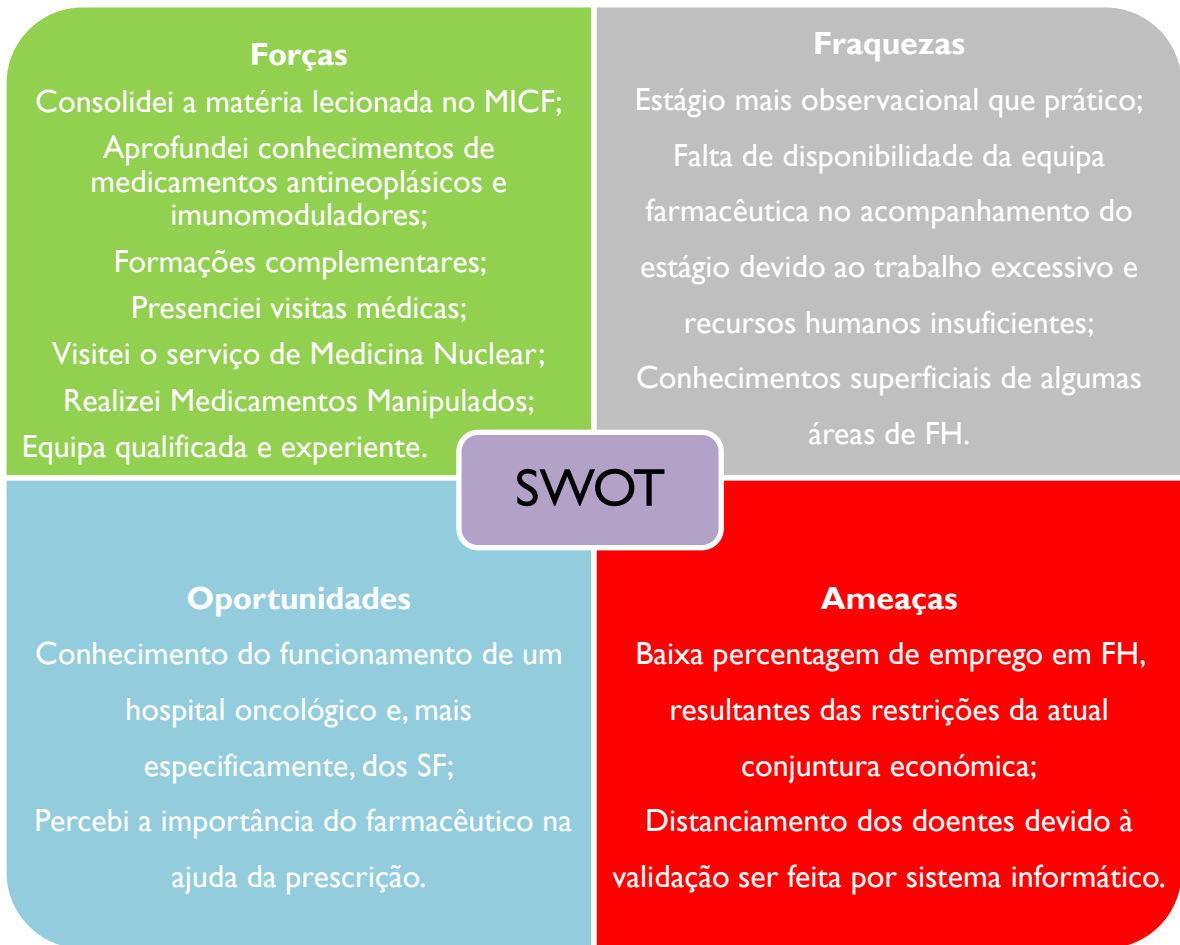 Forças
Consolidei a matéria lecionada no MICF;
Aprofundei conhecimentos de
medicamentos antineoplásicos e
imunomoduladores;
Formações complementares;
Presenciei visitas médicas;
Visitei o serviço de Medicina Nuclear;
Realizei Medicamentos Manipulados;
Equipa qualificada e experiente.
Fraquezas
Estágio mais observacional que prático;
Falta de disponibilidade da equipa
farmacêutica no acompanhamento do
estágio devido ao trabalho excessivo e
recursos humanos insuficientes;
Conhecimentos superficiais de algumas
áreas de FH.
SWOT
Oportunidades
Conhecimento do funcionamento de um
hospital oncológico e, mais
especificamente, dos SF;
Percebi a importância do farmacêutico na
ajuda da prescrição.
Ameaças
Baixa percentagem de emprego em FH,
resultantes das restrições da atual
conjuntura económica;
Distanciamento dos doentes devido à
validação ser feita por sistema informático.